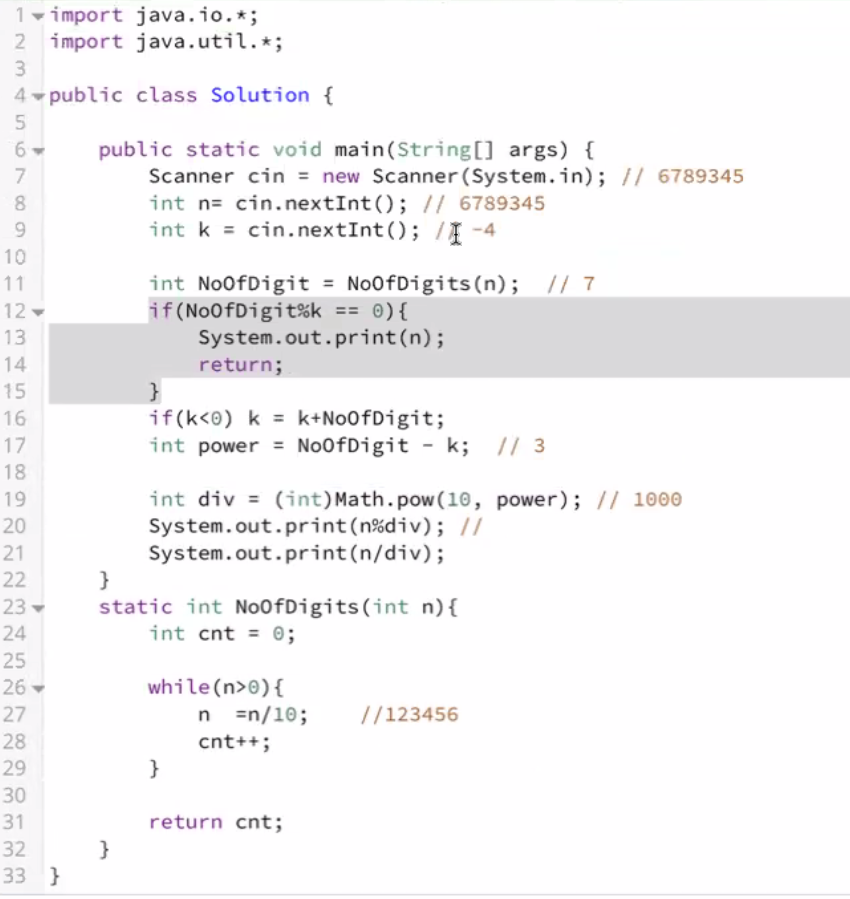 1 import java.io.*;
2 import java.util.*;
3
4 public class Solution {
5
6     public static void main(String[] args) {
7         Scanner cin = new Scanner(System.in); // 6789345
8         int n= cin.nextInt(); // 6789345
9         int k = cin.nextInt(); // -4
10
11         int NoOfDigit = NoOfDigits(n);  // 7
12         if(NoOfDigit%k == 0){
13             System.out.print(n);
14             return;
15         }
16         if(k<0) k = k+NoOfDigit;
17         int power = NoOfDigit - k;  // 3
18
19         int div = (int)Math.pow(10, power); // 1000
20         System.out.print(n%div); //
21         System.out.print(n/div);
22     }
23     static int NoOfDigits(int n){
24         int cnt = 0;
25
26         while(n>0){
27             n  =n/10;    //123456
28             cnt++;
29         }
30
31         return cnt;
32     }
33 }